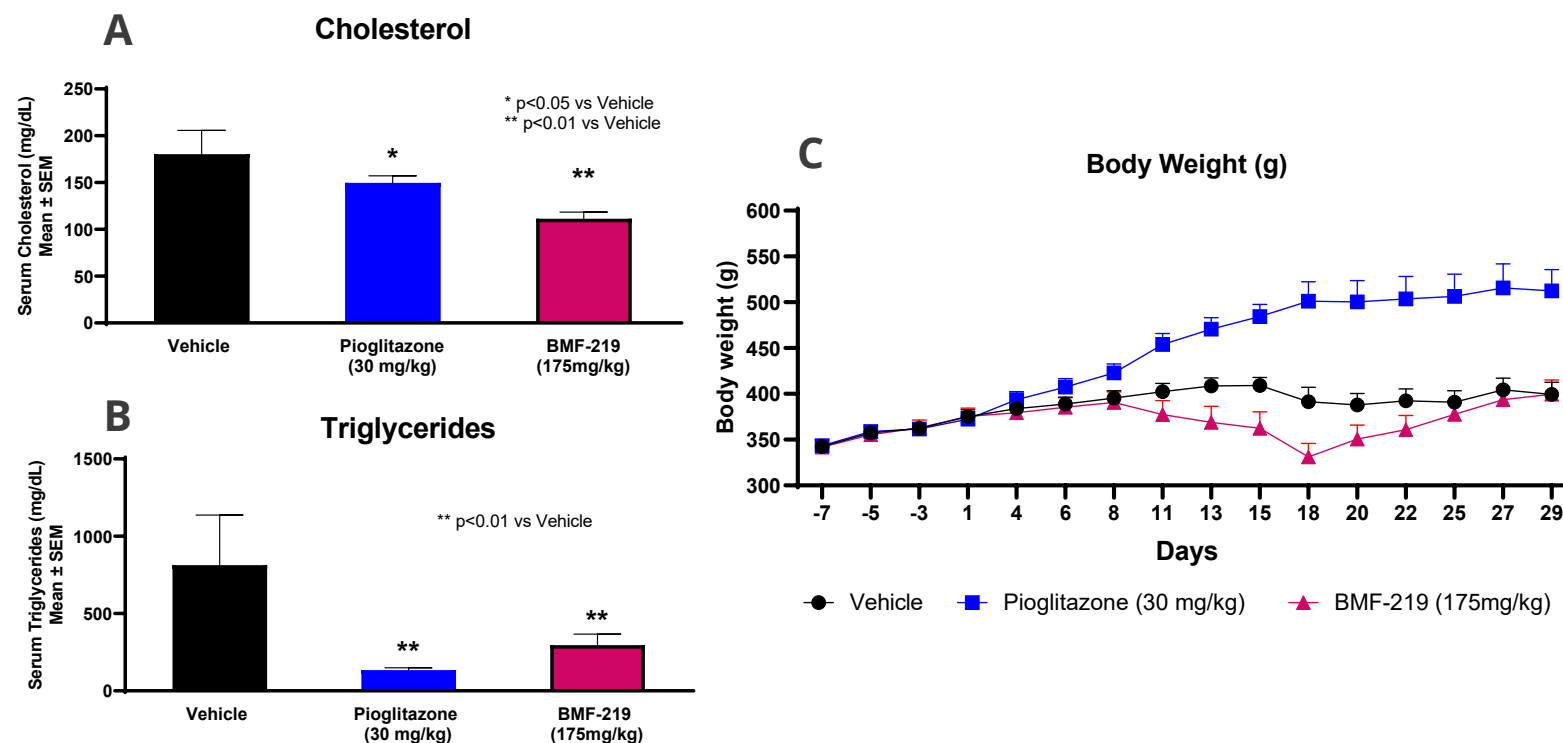 A
Cholesterol
Serum Cholesterol (mg/dL)
Mean ± SEM
250
200
150
100
50
0
* p<0.05 vs Vehicle
** p<0.01 vs Vehicle
*
**
Vehicle
Pioglitazone
(30 mg/kg)
BMF-219
(175mg/kg)
B
Triglycerides
Serum Triglycerides (mg/dL)
Mean ± SEM
1500
1000
500
0
** p<0.01 vs Vehicle
**
**
Vehicle
Pioglitazone
(30 mg/kg)
BMF-219
(175mg/kg)
C
Body Weight (g)
Body weight (g)
600
550
500
450
400
350
300
-7 -5 -3 1 4 6 8 11 13 15 18 20 22 25 27 29
Days
Vehicle Pioglitazone (30 mg/kg) BMF-219 (175mg/kg)